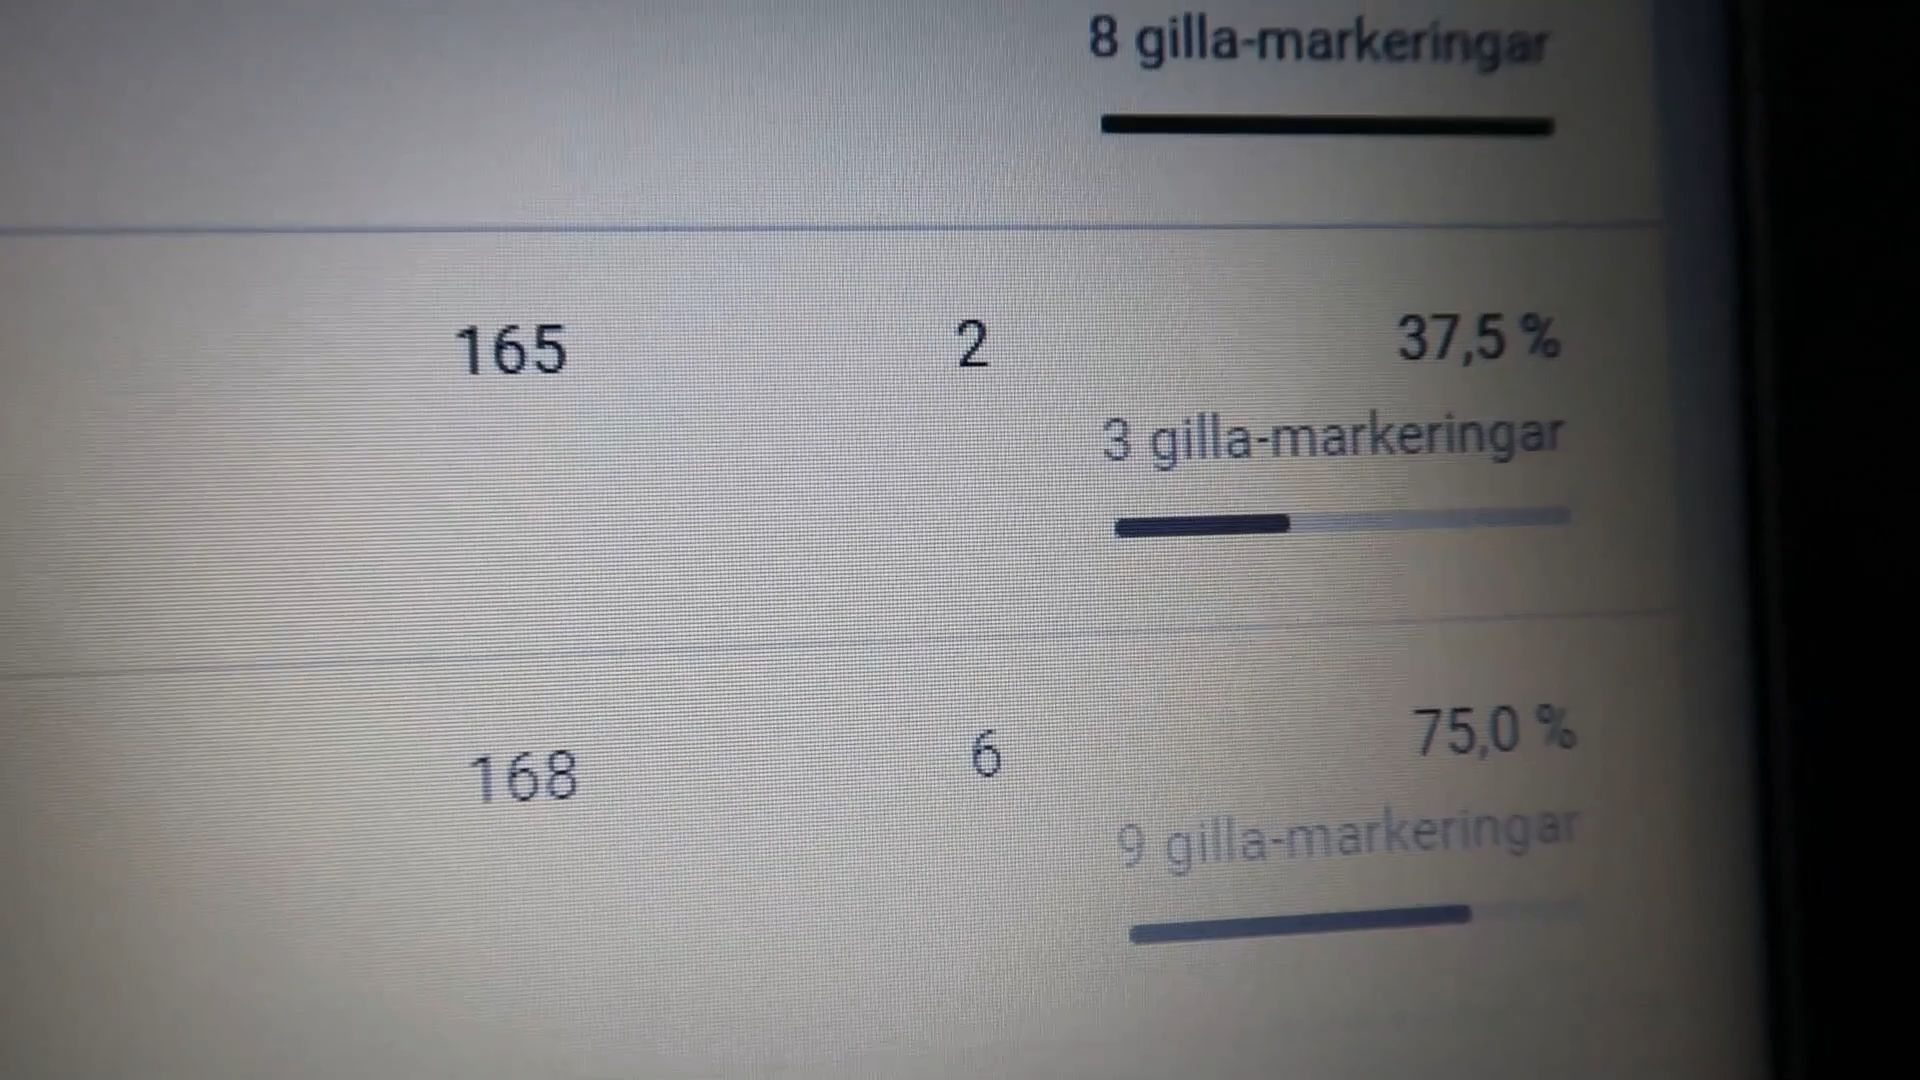 8 gilla-markeringar
165 2 37,5 %
3 gilla-markeringar
168 6 75,0 %
9 gilla-markeringar